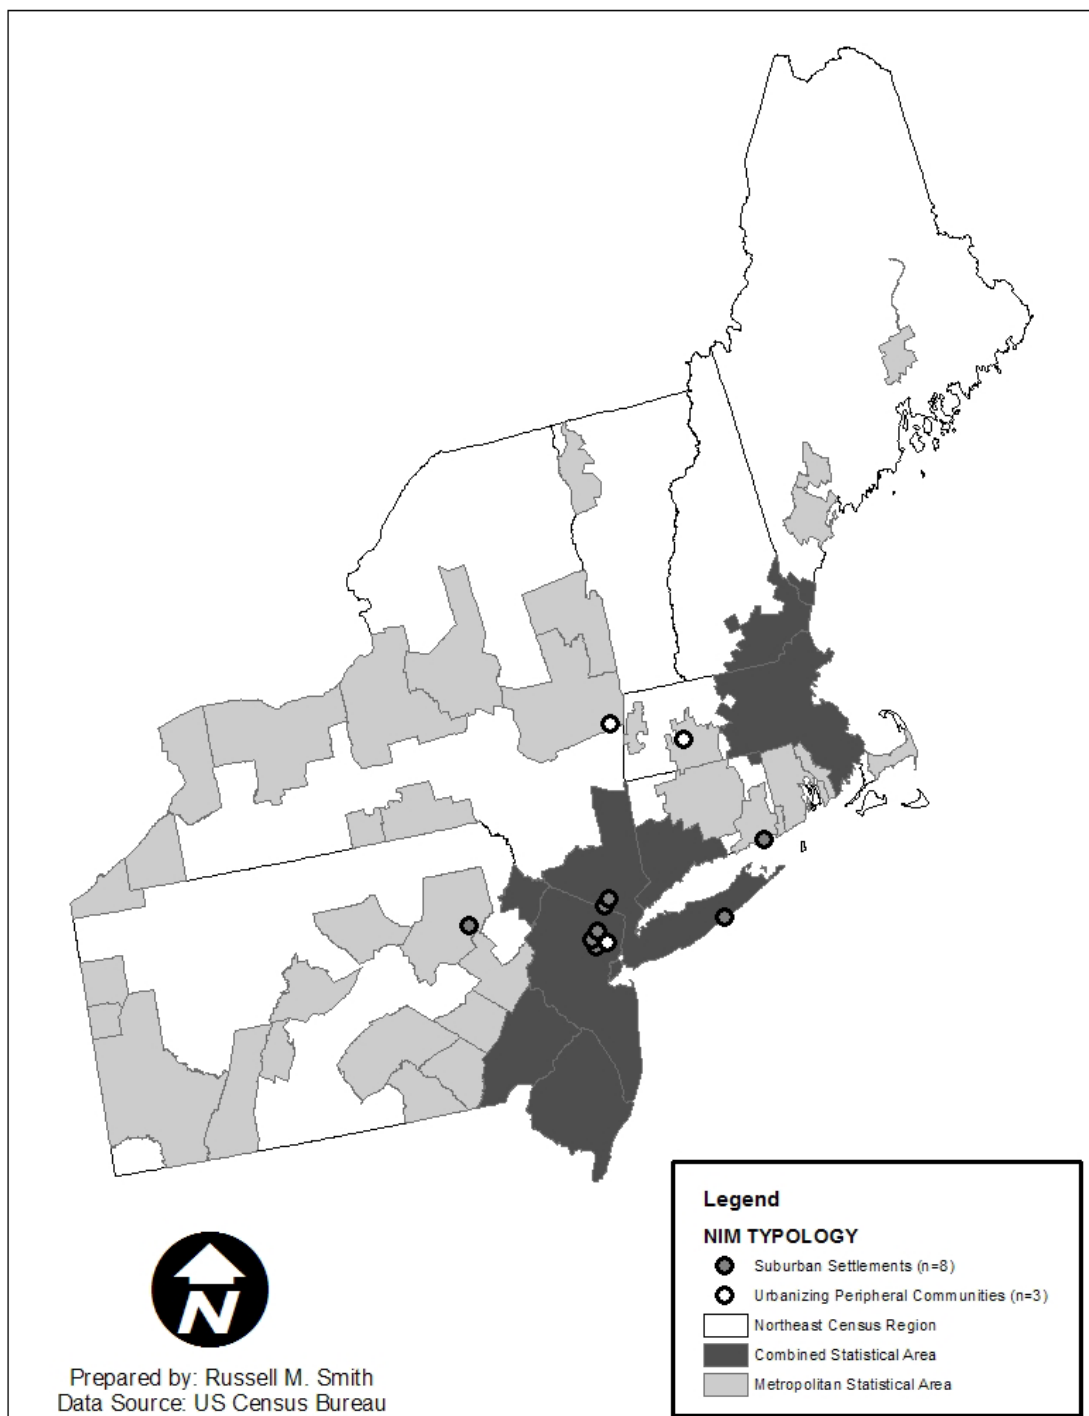 N
Prepared by: Russell M. Smith
Data Source: US Census Bureau
Legend
NIM TYPOLOGY
Suburban Settlements (n=8)
Urbanizing Peripheral Communities (n=3)
Northeast Census Region
Combined Statistical Area
Metropolitan Statistical Area